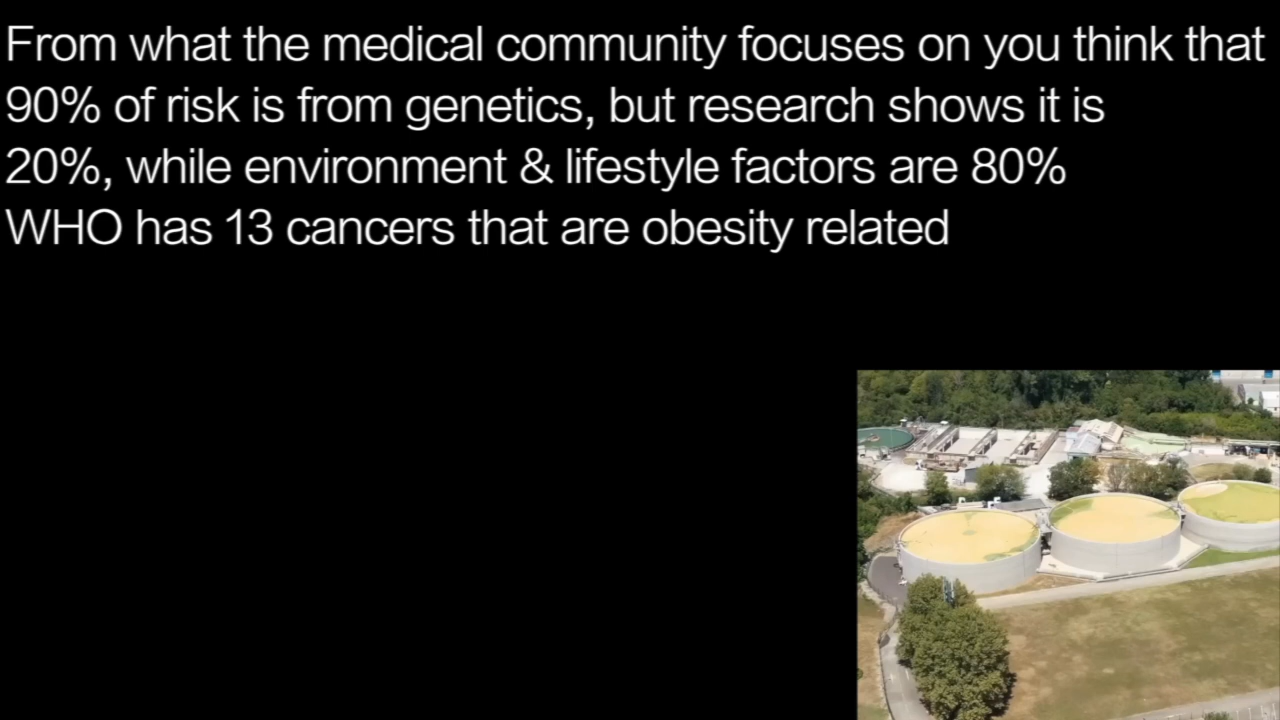 From what the medical community focuses on you think that
90% of risk is from genetics, but research shows it is
20%, while environment & lifestyle factors are 80%
WHO has 13 cancers that are obesity related